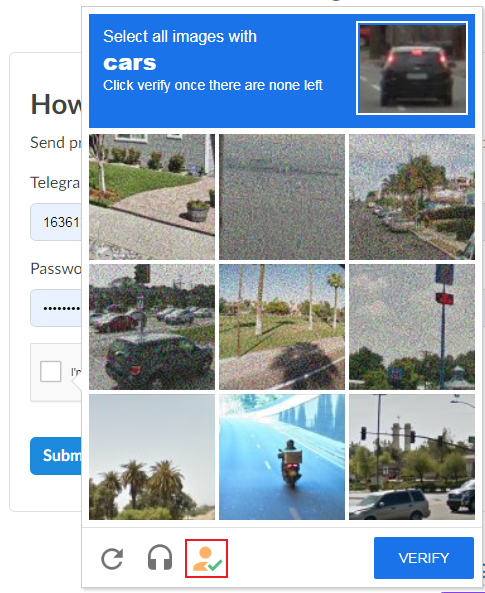 Select all images with
cars
Click verify once there are none left
How
Send pr
Telegra
16361
Passwo
I'm
Subm
VERIFY